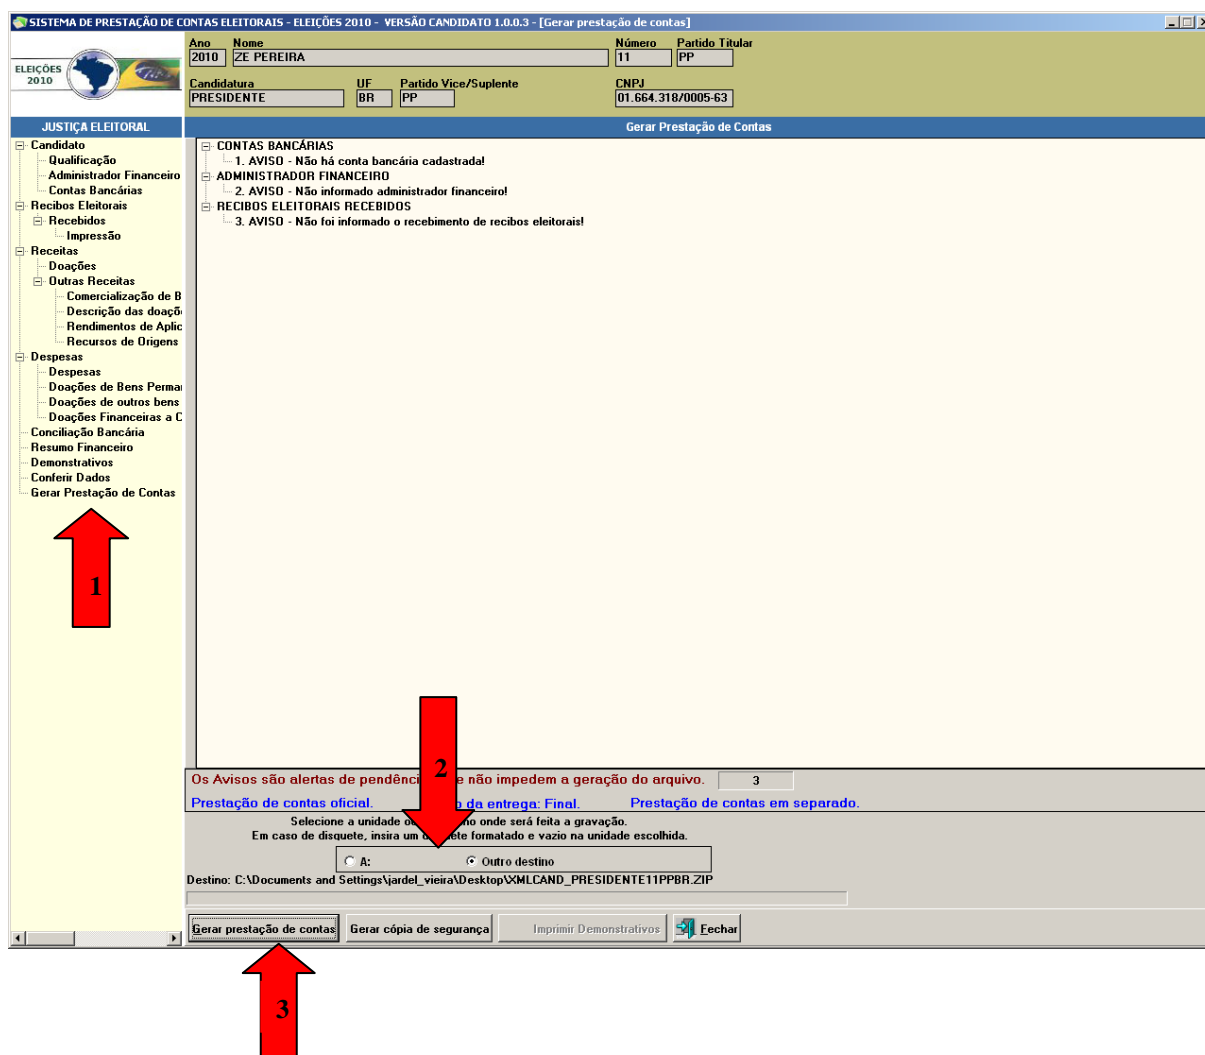 SISTEMA DE PRESTAÇÃO DE CONTAS ELEITORAIS - ELEIÇÕES 2010 - VERSÃO CANDIDATO 1.0.0.3 - [Gerar prestação de contas]
ELEIÇÕES
2010
Ano Nome Número Partido Titular
2010 ZE PEREIRA 11 PP
Candidatura UF Partido Vice/Suplente CNPJ
PRESIDENTE BR PP 01.664.318/0005-63
JUSTIÇA ELEITORAL
Candidato
Qualificação
Administrador Financeiro
Contas Bancárias
Recibos Eleitorais
Recebidos
Impressão
Receitas
Doações
Outras Receitas
Comercialização de B
Descrição das doaçõ
Rendimentos de Aplic
Recursos de Origens
Despesas
Despesas
Doações de Bens Perma
Doações de outros bens
Doações Financeiras a C
Conciliação Bancária
Resumo Financeiro
Demonstrativos
Conferir Dados
Gerar Prestação de Contas
1
Gerar Prestação de Contas
CONTAS BANCÁRIAS
1. AVISO - Não há conta bancária cadastrada!
ADMINISTRADOR FINANCEIRO
2. AVISO - Não informado administrador financeiro!
RECIBOS ELEITORAIS RECEBIDOS
3. AVISO - Não foi informado o recebimento de recibos eleitorais!
2
Os Avisos são alertas de pendênci e não impedem a geração do arquivo. 3
Prestação de contas oficial. da entrega: Final. Prestação de contas em separado.
Selecione a unidade onde será feita a gravação.
Em caso de disquete, insira um formatado e vazio na unidade escolhida.
A: Outro destino
Destino: C:\Documents and Settings\jardel_vieira\Desktop\XMLCAND_PRESIDENTE11PPBR.ZIP
Gerar prestação de contas Gerar cópia de segurança Imprimir Demonstrativos Fechar
3